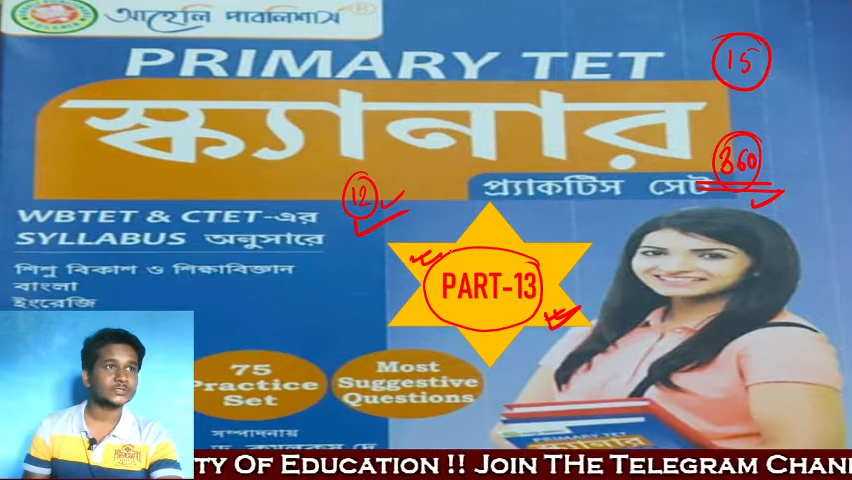 আহেলি পাবলিশার্স ®
PRIMARY TET
15
স্ক্যানার
860
প্র্যাকটিস সেট
12
WBTET & CTET-এর
SYLLABUS অনুসারে
শিশু বিকাশ ও শিক্ষাবিজ্ঞান
বাংলা
ইংরেজি
PART-13
75
Practice
Set
Most
Suggestive
Questions
সম্পাদনায়
PRIMARY TET
স্ক্যানার
TY OF EDUCATION !! JOIN THE TELEGRAM CHAN